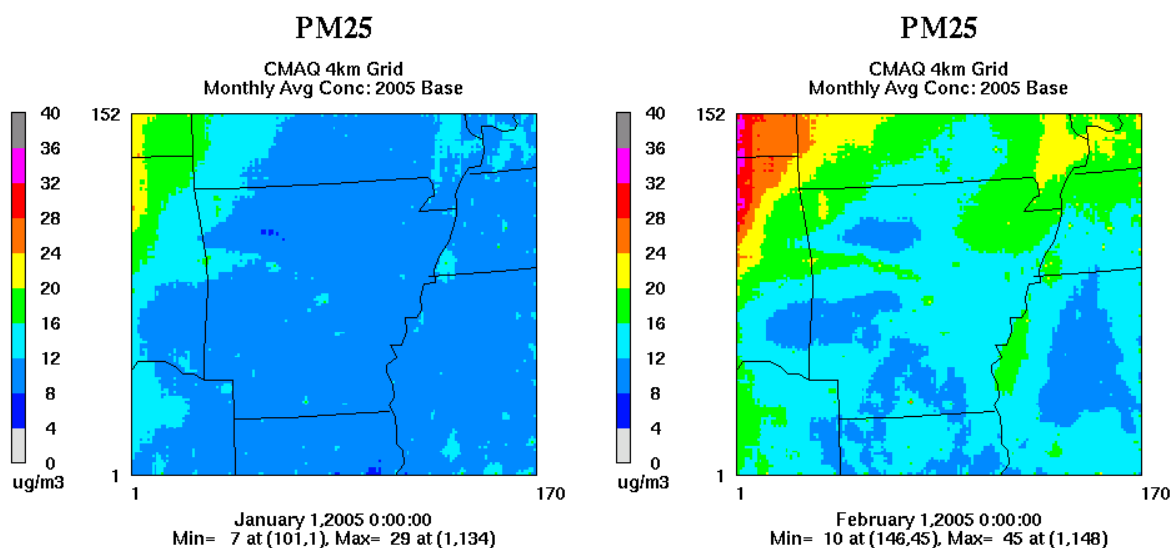 PM25
CMAQ 4km Grid
Monthly Avg Conc: 2005 Base
40
36
32
28
24
20
16
12
8
4
0
ug/m3
152
1
1
170
January 1,2005 0:00:00
Min= 7 at (101,1), Max= 29 at (1,134)
PM25
CMAQ 4km Grid
Monthly Avg Conc: 2005 Base
40
36
32
28
24
20
16
12
8
4
0
ug/m3
152
1
1
170
February 1,2005 0:00:00
Min= 10 at (146,45), Max= 45 at (1,148)